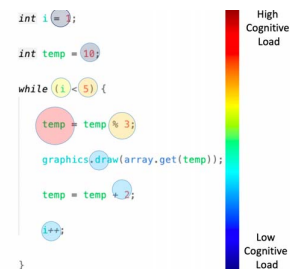 int i = 1;
int temp = 10;
while (i < 5) {
temp = temp % 3;
graphics.draw(array.get(temp));
temp = temp + 2;
i++;
}
High
Cognitive
Load
Low
Cognitive
Load